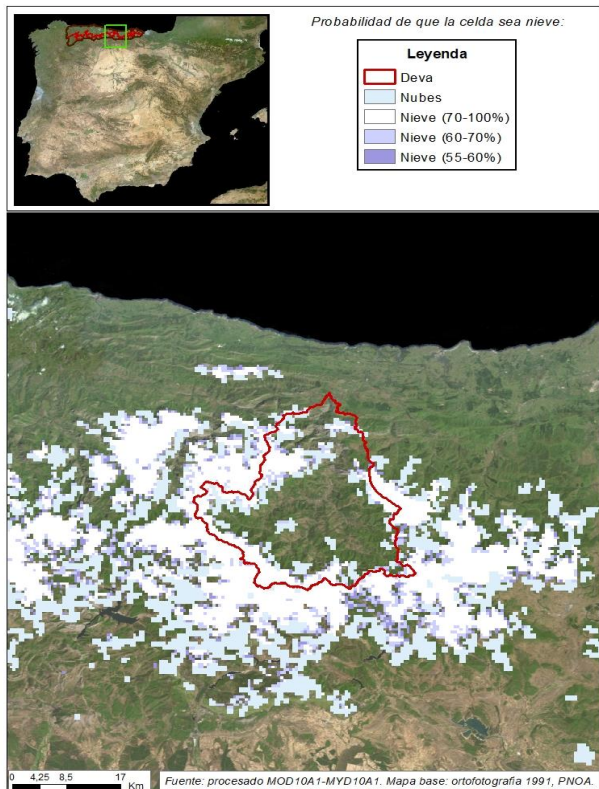 Probabilidad de que la celda sea nieve:
Leyenda
Deva
Nubes
Nieve (70-100%)
Nieve (60-70%)
Nieve (55-60%)
0 4,25 8,5 17
Km
Fuente: procesado MOD10A1-MYD10A1. Mapa base: ortofotografia 1991, PNOA.